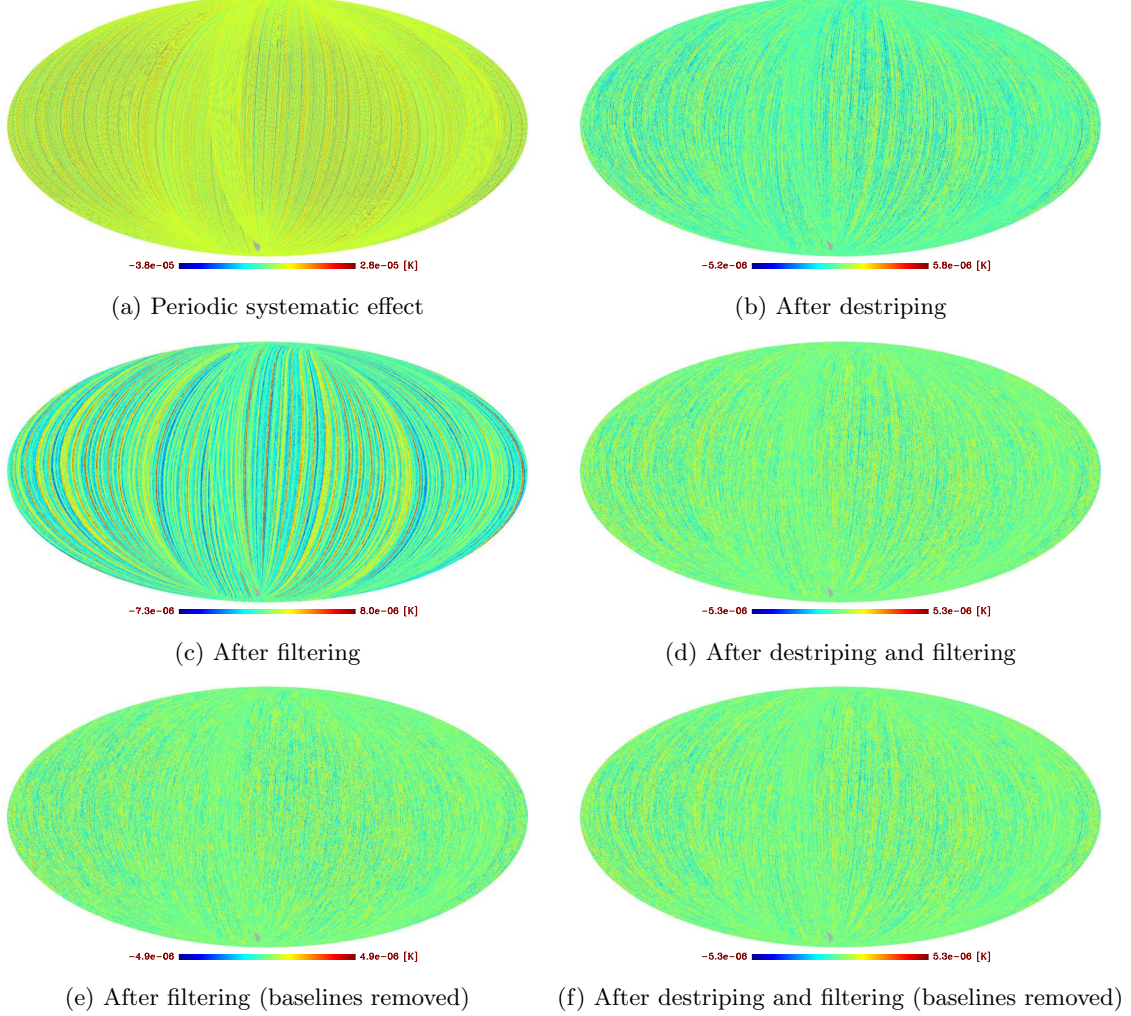 -3.8e-05 2.8e-05 [K]
-5.2e-06 5.8e-06 [K]
(a) Periodic systematic effect
(b) After destriping
-7.3e-06 8.0e-06 [K]
-5.3e-06 5.3e-06 [K]
(c) After filtering
(d) After destriping and filtering
-4.9e-06 4.9e-06 [K]
-5.3e-06 5.3e-06 [K]
(e) After filtering (baselines removed)
(f) After destriping and filtering (baselines removed)